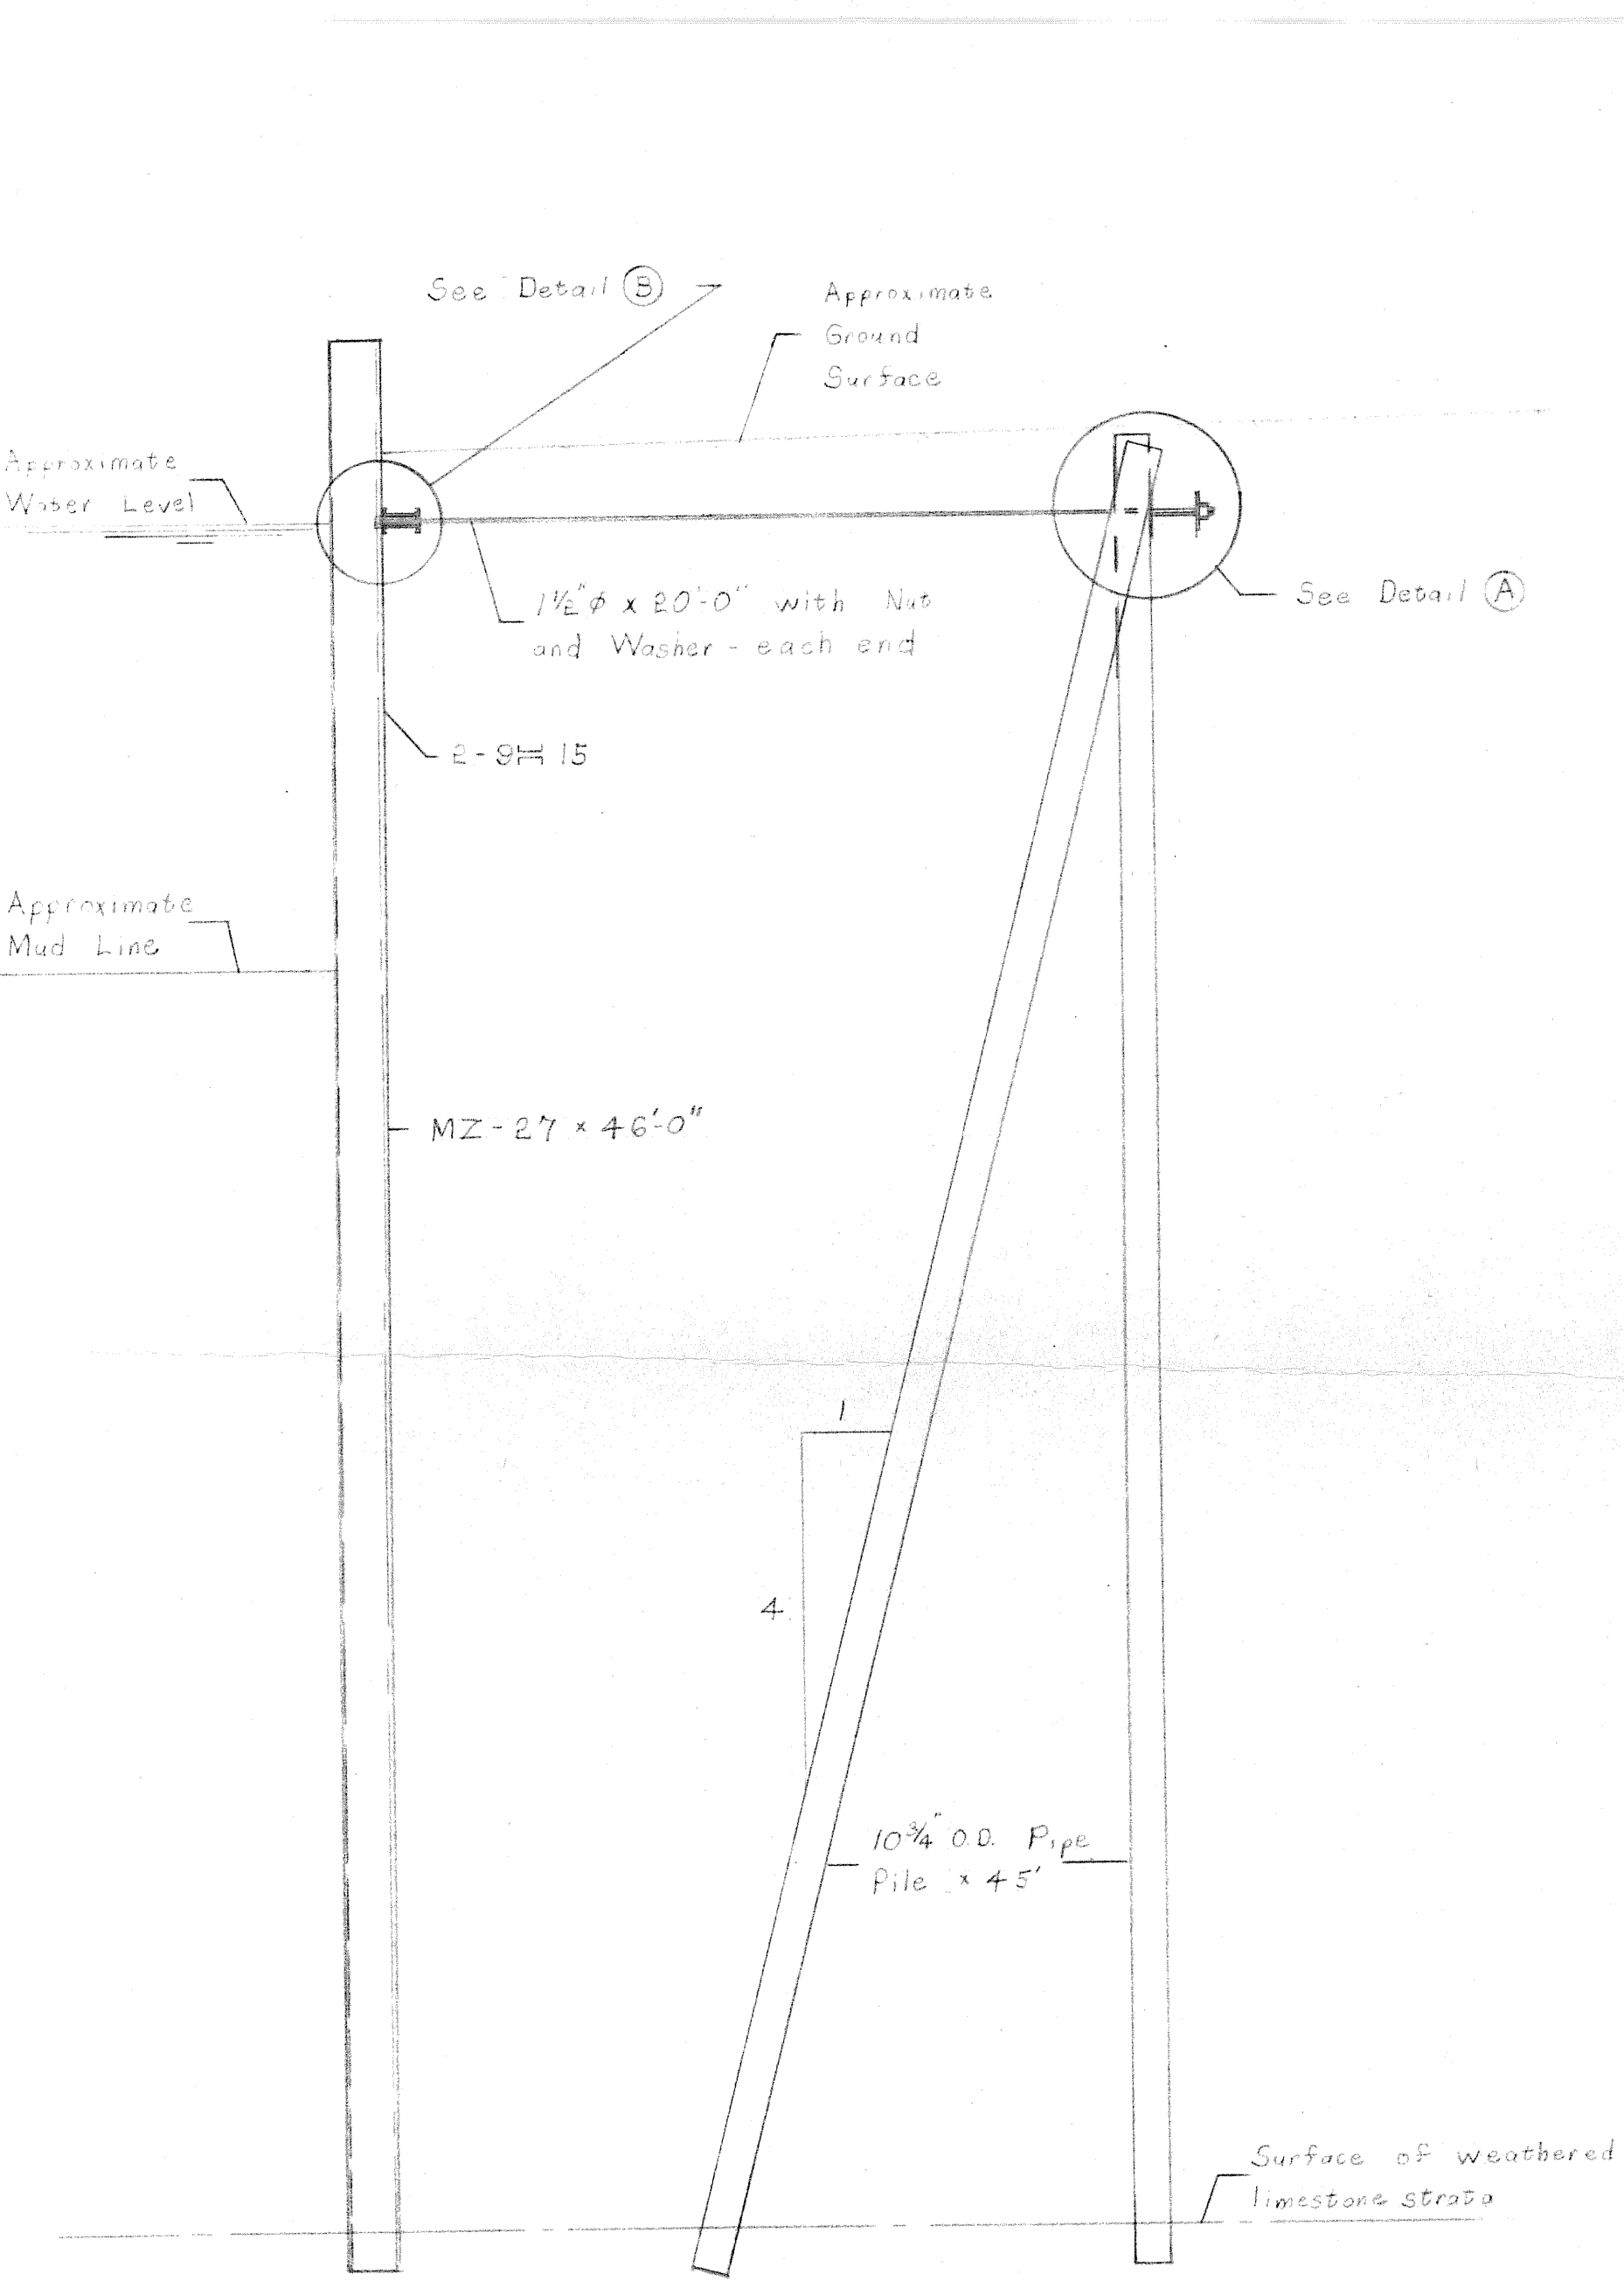 See Detail B
Approximate
Ground
Surface
Approximate
Water Level
1½"φ x 20'-0" with Nut
and Washer - each end
See Detail A
2-9H 15
Approximate
Mud Line
MZ-27 x 46'-0"
1
4
10¾" O.D. Pipe
Pile x 45'
Surface of weathered
limestone strata